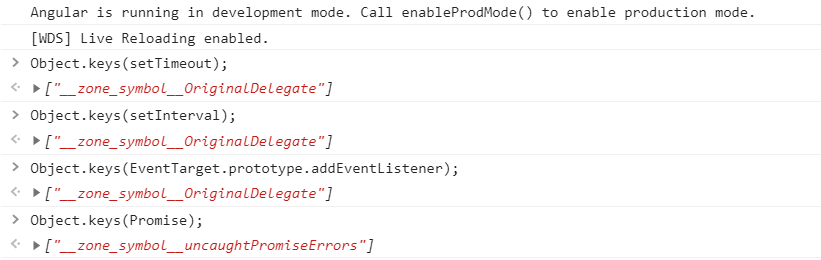 Angular is running in development mode. Call enableProdMode() to enable production mode.
[WDS] Live Reloading enabled.
> Object.keys(setTimeout);
<· ▶["__zone_symbol__OriginalDelegate"]
> Object.keys(setInterval);
<· ▶["__zone_symbol__OriginalDelegate"]
> Object.keys(EventTarget.prototype.addEventListener);
<· ▶["__zone_symbol__OriginalDelegate"]
> Object.keys(Promise);
<· ▶["__zone_symbol__uncaughtPromiseErrors"]